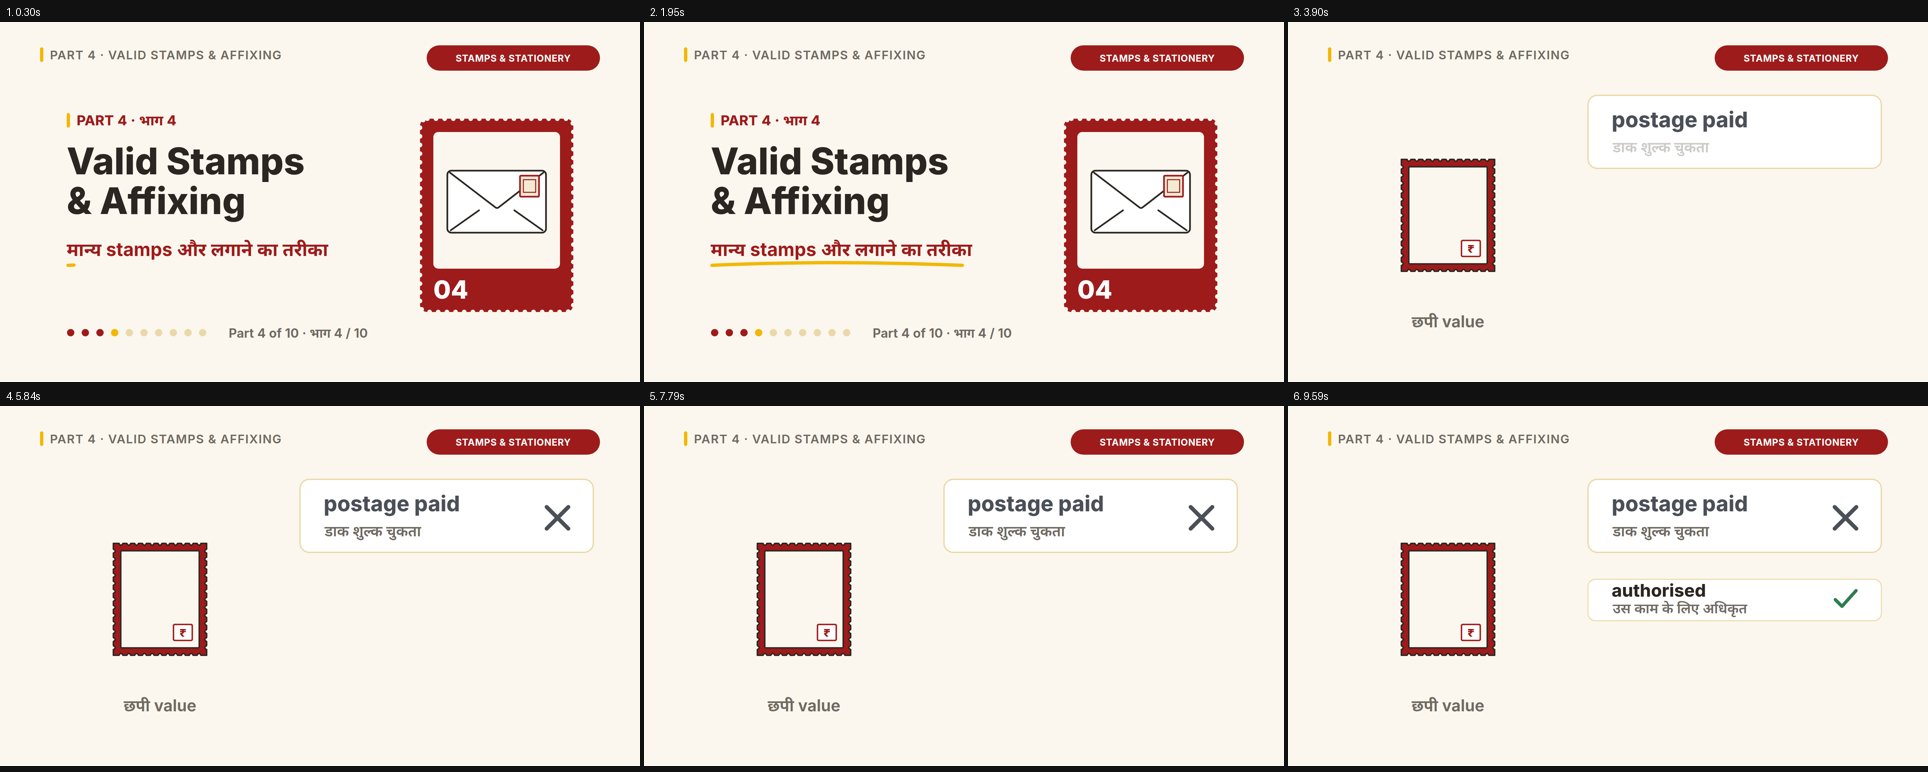 1. 0.30s
PART 4 · VALID STAMPS & AFFIXING
STAMPS & STATIONERY
PART 4 · भाग 4
Valid Stamps
& Affixing
मान्य stamps और लगाने का तरीका
04
Part 4 of 10 · भाग 4 / 10
2. 1.95s
PART 4 · VALID STAMPS & AFFIXING
STAMPS & STATIONERY
PART 4 · भाग 4
Valid Stamps
& Affixing
मान्य stamps और लगाने का तरीका
04
Part 4 of 10 · भाग 4 / 10
3. 3.90s
PART 4 · VALID STAMPS & AFFIXING
STAMPS & STATIONERY
postage paid
डाक शुल्क चुकता
₹
छपी value
4. 5.84s
PART 4 · VALID STAMPS & AFFIXING
STAMPS & STATIONERY
postage paid
डाक शुल्क चुकता
₹
छपी value
5. 7.79s
PART 4 · VALID STAMPS & AFFIXING
STAMPS & STATIONERY
postage paid
डाक शुल्क चुकता
₹
छपी value
6. 9.59s
PART 4 · VALID STAMPS & AFFIXING
STAMPS & STATIONERY
postage paid
डाक शुल्क चुकता
authorised
उस काम के लिए अधिकृत
₹
छपी value